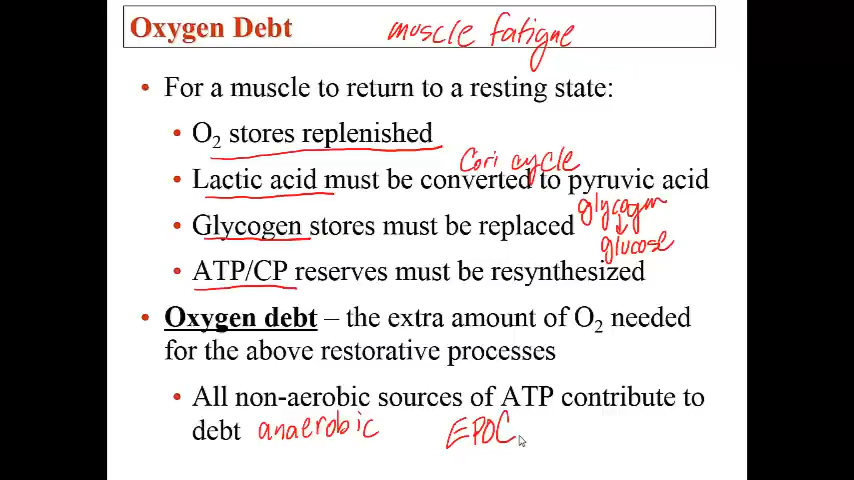 Oxygen Debt muscle fatigue
• For a muscle to return to a resting state:
• O₂ stores replenished
Cori cycle
• Lactic acid must be converted to pyruvic acid
• Glycogen stores must be replaced glycogen
↓
glucose
• ATP/CP reserves must be resynthesized
• Oxygen debt – the extra amount of O₂ needed
for the above restorative processes
• All non-aerobic sources of ATP contribute to
debt anaerobic EPOC